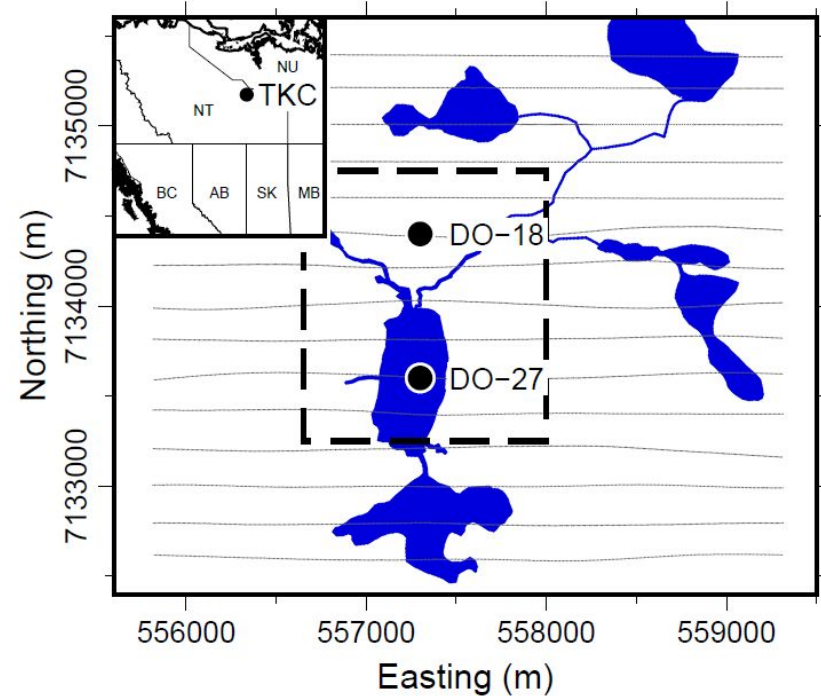 NU
TKC
NT
BC AB SK MB
DO−18
DO−27
7135000
7134000
7133000
Northing (m)
556000 557000 558000 559000
Easting (m)